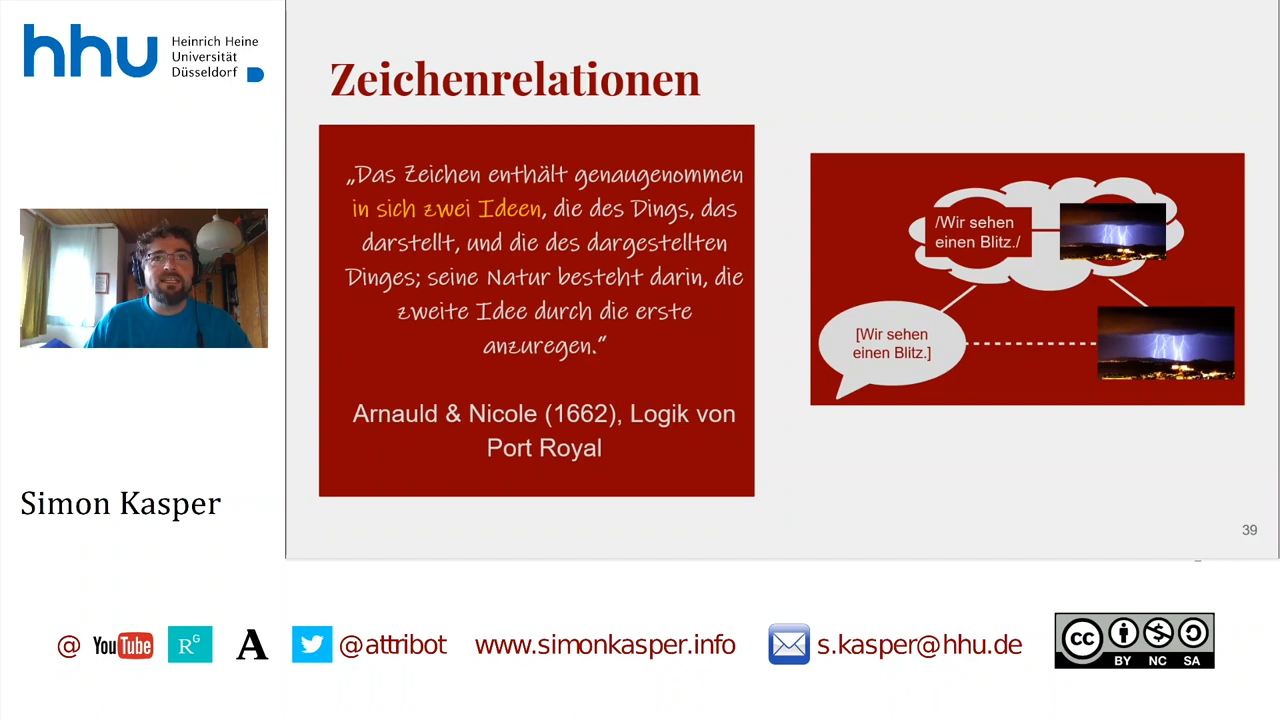 hhu
Heinrich Heine
Universität
Düsseldorf
Simon Kasper
Zeichenrelationen
„Das Zeichen enthält genaugenommen
in sich zwei Ideen, die des Dings, das
darstellt, und die des dargestellten
Dinges; seine Natur besteht darin, die
zweite Idee durch die erste
anzuregen.“
Arnauld & Nicole (1662), Logik von
Port Royal
/Wir sehen
einen Blitz./
[Wir sehen
einen Blitz.]
39
@ YouTube RG A @attribot www.simonkasper.info s.kasper@hhu.de
cc BY NC SA